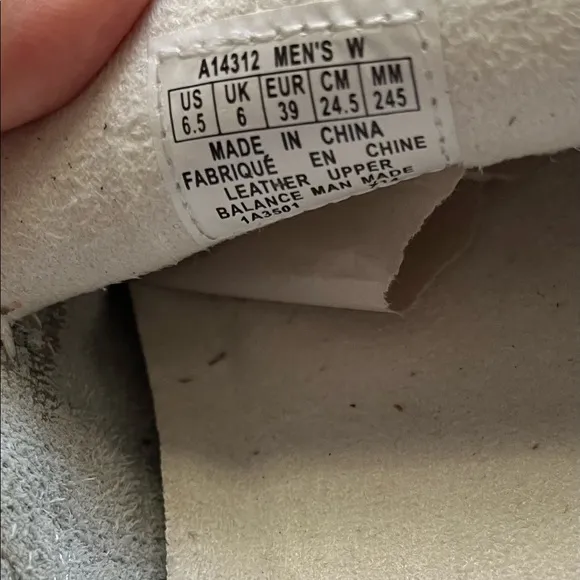 A14312 MEN'S W
US UK EUR CM MM
6.5 6 39 24.5 245
MADE IN CHINA
FABRIQUÉ EN CHINE
LEATHER UPPER
BALANCE MAN MADE
1A3501